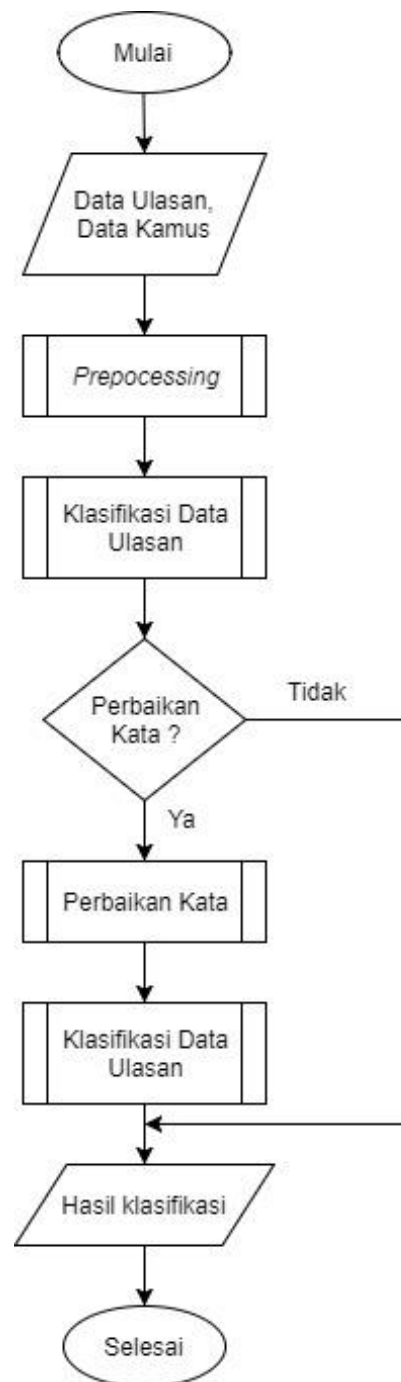 Mulai
Data Ulasan,
Data Kamus
Prepocessing
Klasifikasi Data
Ulasan
Perbaikan
Kata ?
Tidak
Ya
Perbaikan Kata
Klasifikasi Data
Ulasan
Hasil klasifikasi
Selesai